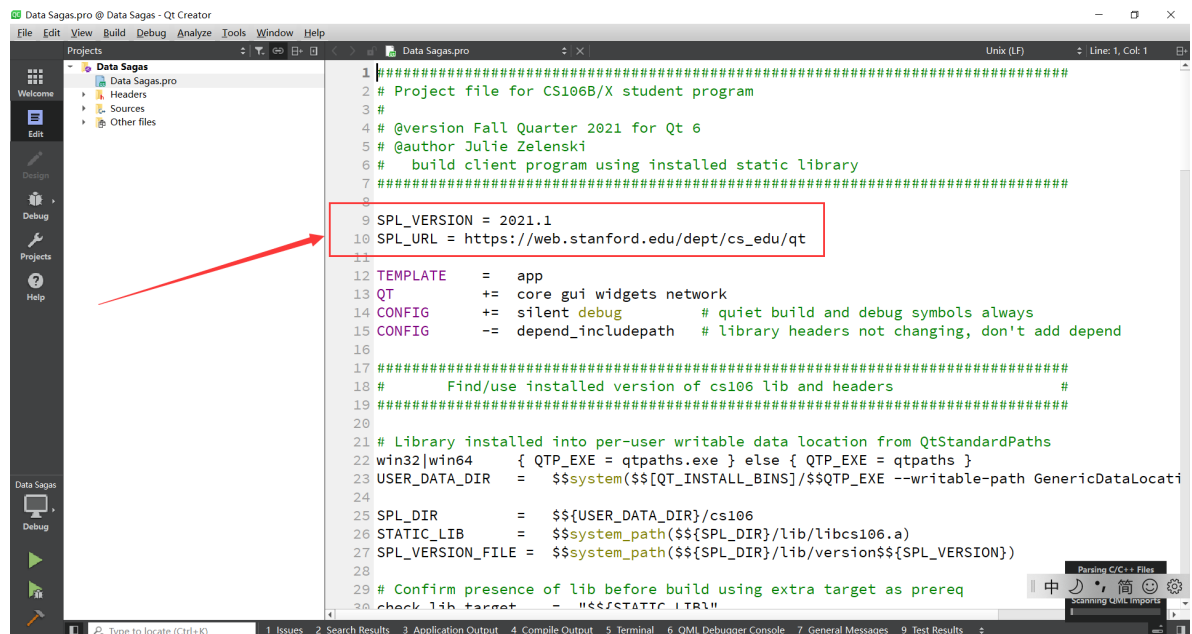 Data Sagas.pro @ Data Sagas - Qt Creator
File Edit View Build Debug Analyze Tools Window Help
Projects
Data Sagas.pro
Unix (LF)
Line: 1, Col: 1
Welcome
Edit
Design
Debug
Projects
Help
Data Sagas
Debug
Data Sagas
Data Sagas.pro
Headers
Sources
Other files
1 ###############################################################################
2 # Project file for CS106B/X student program
3 #
4 # @version Fall Quarter 2021 for Qt 6
5 # @author Julie Zelenski
6 #   build client program using installed static library
7 ###############################################################################
8
9 SPL_VERSION = 2021.1
10 SPL_URL = https://web.stanford.edu/dept/cs_edu/qt
11
12 TEMPLATE    =   app
13 QT          +=  core gui widgets network
14 CONFIG      +=  silent debug         # quiet build and debug symbols always
15 CONFIG      -=  depend_includepath   # library headers not changing, don't add depend
16
17 ###############################################################################
18 #       Find/use installed version of cs106 lib and headers                   #
19 ###############################################################################
20
21 # Library installed into per-user writable data location from QtStandardPaths
22 win32|win64     { QTP_EXE = qtpaths.exe } else { QTP_EXE = qtpaths }
23 USER_DATA_DIR   =   $$system($$[QT_INSTALL_BINS]/$$QTP_EXE --writable-path GenericDataLocati
24
25 SPL_DIR         =   $${USER_DATA_DIR}/cs106
26 STATIC_LIB      =   $$system_path($${SPL_DIR}/lib/libcs106.a)
27 SPL_VERSION_FILE =  $$system_path($${SPL_DIR}/lib/version$${SPL_VERSION})
28
29 # Confirm presence of lib before build using extra target as prereq
30 check_lib.target    =  "$${STATIC_LIB}"
Parsing C/C++ Files
中 简
Scanning QML Imports
Type to locate (Ctrl+K)
1 Issues 2 Search Results 3 Application Output 4 Compile Output 5 Terminal 6 QML Debugger Console 7 General Messages 9 Test Results